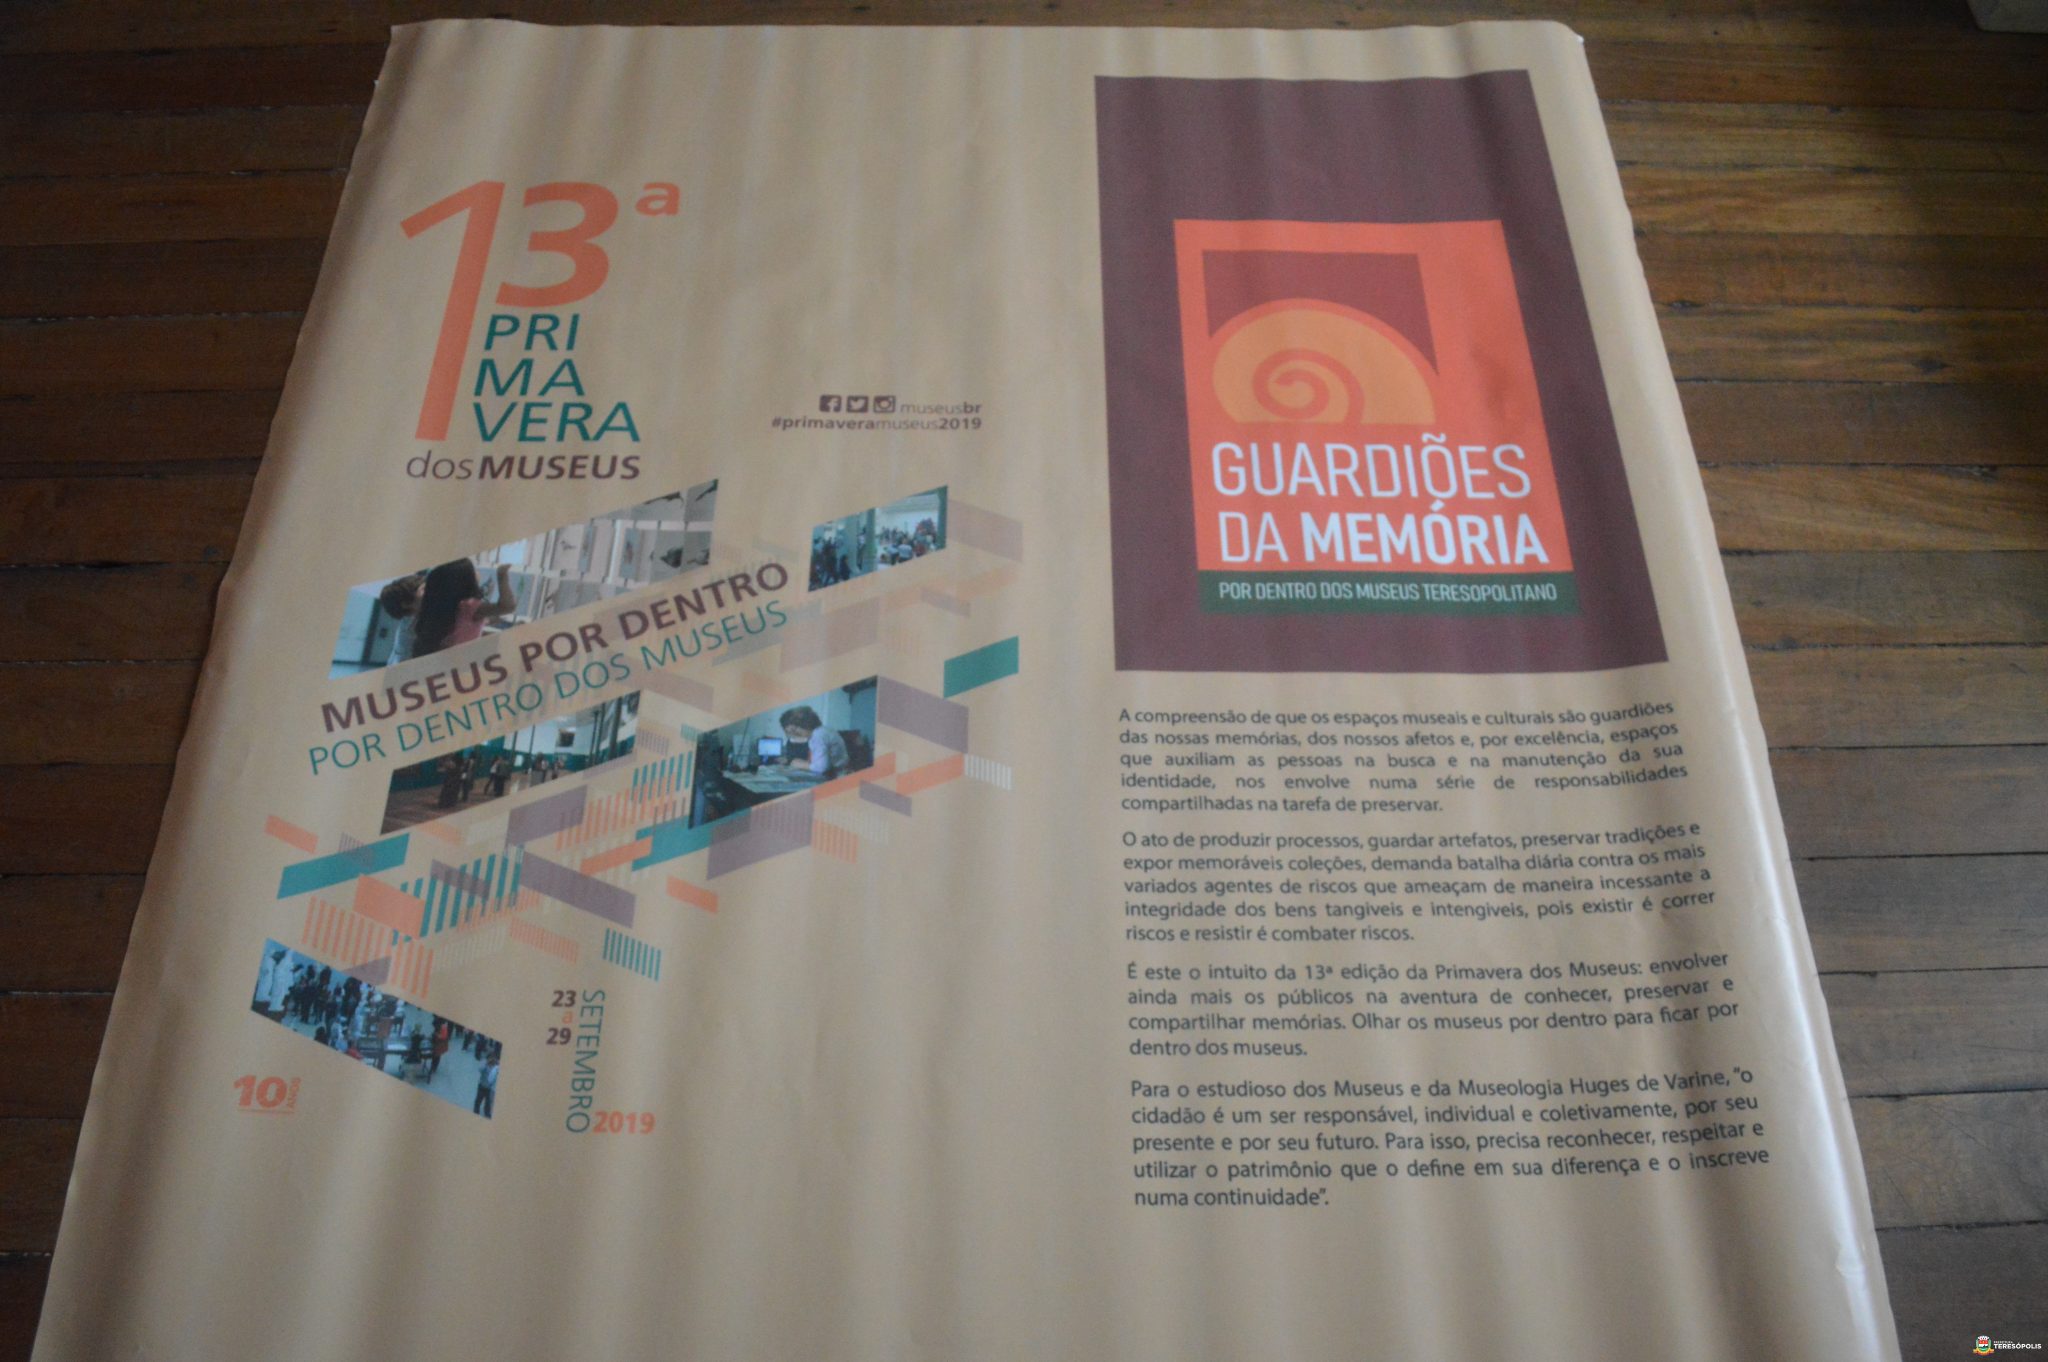 13ª
PRI
MA
VERA
dos MUSEUS
museusbr
#primaveramuseus2019
MUSEUS POR DENTRO
POR DENTRO DOS MUSEUS
23
a
29
SETEMBRO
2019
10 ANOS
GUARDIÕES
DA MEMÓRIA
POR DENTRO DOS MUSEUS TERESOPOLITANO
A compreensão de que os espaços museais e culturais são guardiões
das nossas memórias, dos nossos afetos e, por excelência, espaços
que auxiliam as pessoas na busca e na manutenção da sua
identidade, nos envolve numa série de responsabilidades
compartilhadas na tarefa de preservar.
O ato de produzir processos, guardar artefatos, preservar tradições e
expor memoráveis coleções, demanda batalha diária contra os mais
variados agentes de riscos que ameaçam de maneira incessante a
integridade dos bens tangiveis e intengiveis, pois existir é correr
riscos e resistir é combater riscos.
É este o intuito da 13ª edição da Primavera dos Museus: envolver
ainda mais os públicos na aventura de conhecer, preservar e
compartilhar memórias. Olhar os museus por dentro para ficar por
dentro dos museus.
Para o estudioso dos Museus e da Museologia Huges de Varine, "o
cidadão é um ser responsável, individual e coletivamente, por seu
presente e por seu futuro. Para isso, precisa reconhecer, respeitar e
utilizar o patrimônio que o define em sua diferença e o inscreve
numa continuidade".
PREFEITURA
TERESÓPOLIS